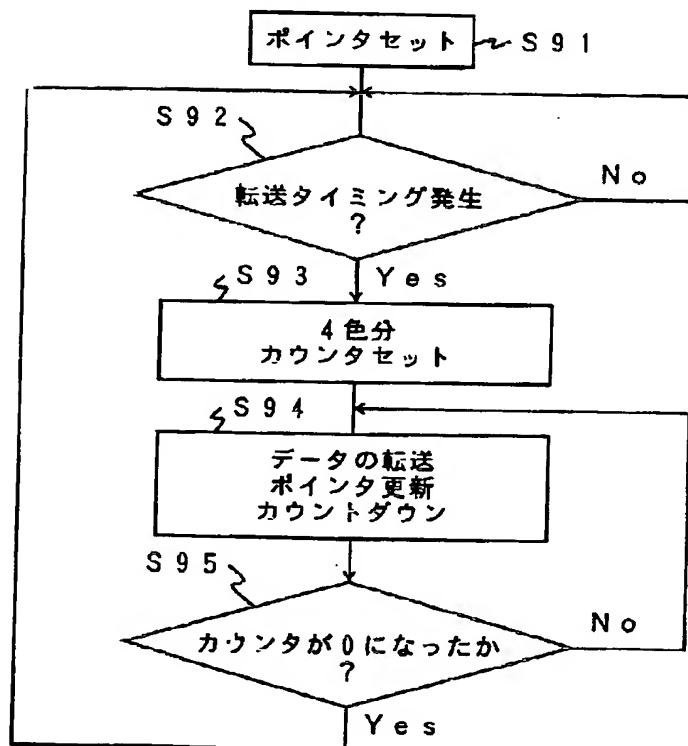 ポインタセット S91
S92
転送タイミング発生
?
No
S93 Yes
4色分
カウンタセット
S94
データの転送
ポインタ更新
カウントダウン
S95
カウンタが0になったか
?
No
Yes